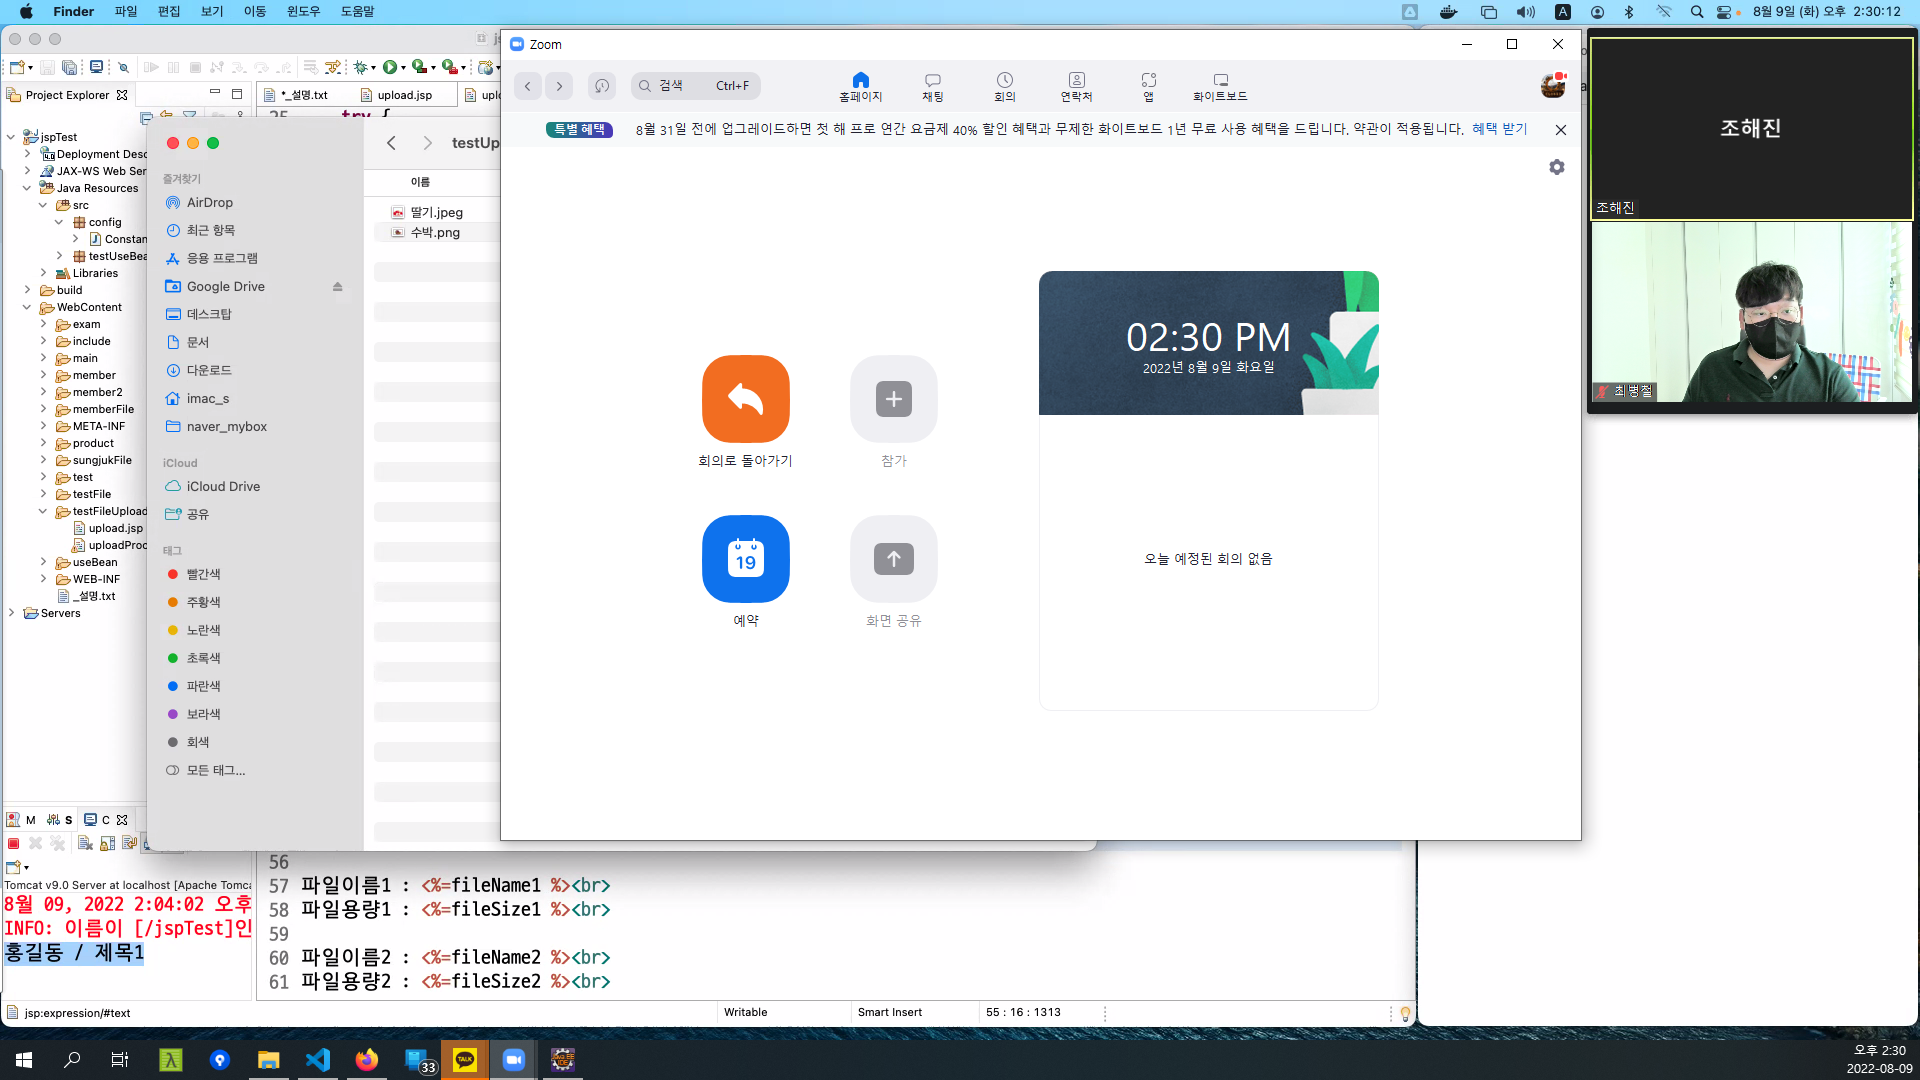 Finder 파일 편집 보기 이동 윈도우 도움말
A 8월 9일 (화) 오후 2:30:12
Project Explorer
jspTest
Deployment Desc
JAX-WS Web Ser
Java Resources
src
config
Constan
testUseBea
Libraries
build
WebContent
exam
include
main
member
member2
memberFile
META-INF
product
sungjukFile
test
testFile
testFileUpload
upload.jsp
uploadProc
useBean
WEB-INF
_설명.txt
Servers
*_설명.txt
upload.jsp
uplo
try {
testUp
즐겨찾기
AirDrop
최근 항목
응용 프로그램
Google Drive
데스크탑
문서
다운로드
imac_s
naver_mybox
iCloud
iCloud Drive
공유
태그
빨간색
주황색
노란색
초록색
파란색
보라색
회색
모든 태그...
이름
딸기.jpeg
수박.png
Zoom
검색 Ctrl+F
홈페이지
채팅
회의
연락처
앱
화이트보드
특별 혜택 8월 31일 전에 업그레이드하면 첫 해 프로 연간 요금제 40% 할인 혜택과 무제한 화이트보드 1년 무료 사용 혜택을 드립니다. 약관이 적용됩니다. 혜택 받기
회의로 돌아가기
참가
19
예약
화면 공유
02:30 PM
2022년 8월 9일 화요일
오늘 예정된 회의 없음
조해진
조해진
최병철
M S C
Tomcat v9.0 Server at localhost [Apache Tomca
8월 09, 2022 2:04:02 오후
INFO: 이름이 [/jspTest]인
홍길동 / 제목1
56
57 파일이름1 : <%=fileName1 %><br>
58 파일용량1 : <%=fileSize1 %><br>
59
60 파일이름2 : <%=fileName2 %><br>
61 파일용량2 : <%=fileSize2 %><br>
jsp:expression/#text
Writable
Smart Insert
55 : 16 : 1313
33
TALK
오후 2:30
2022-08-09